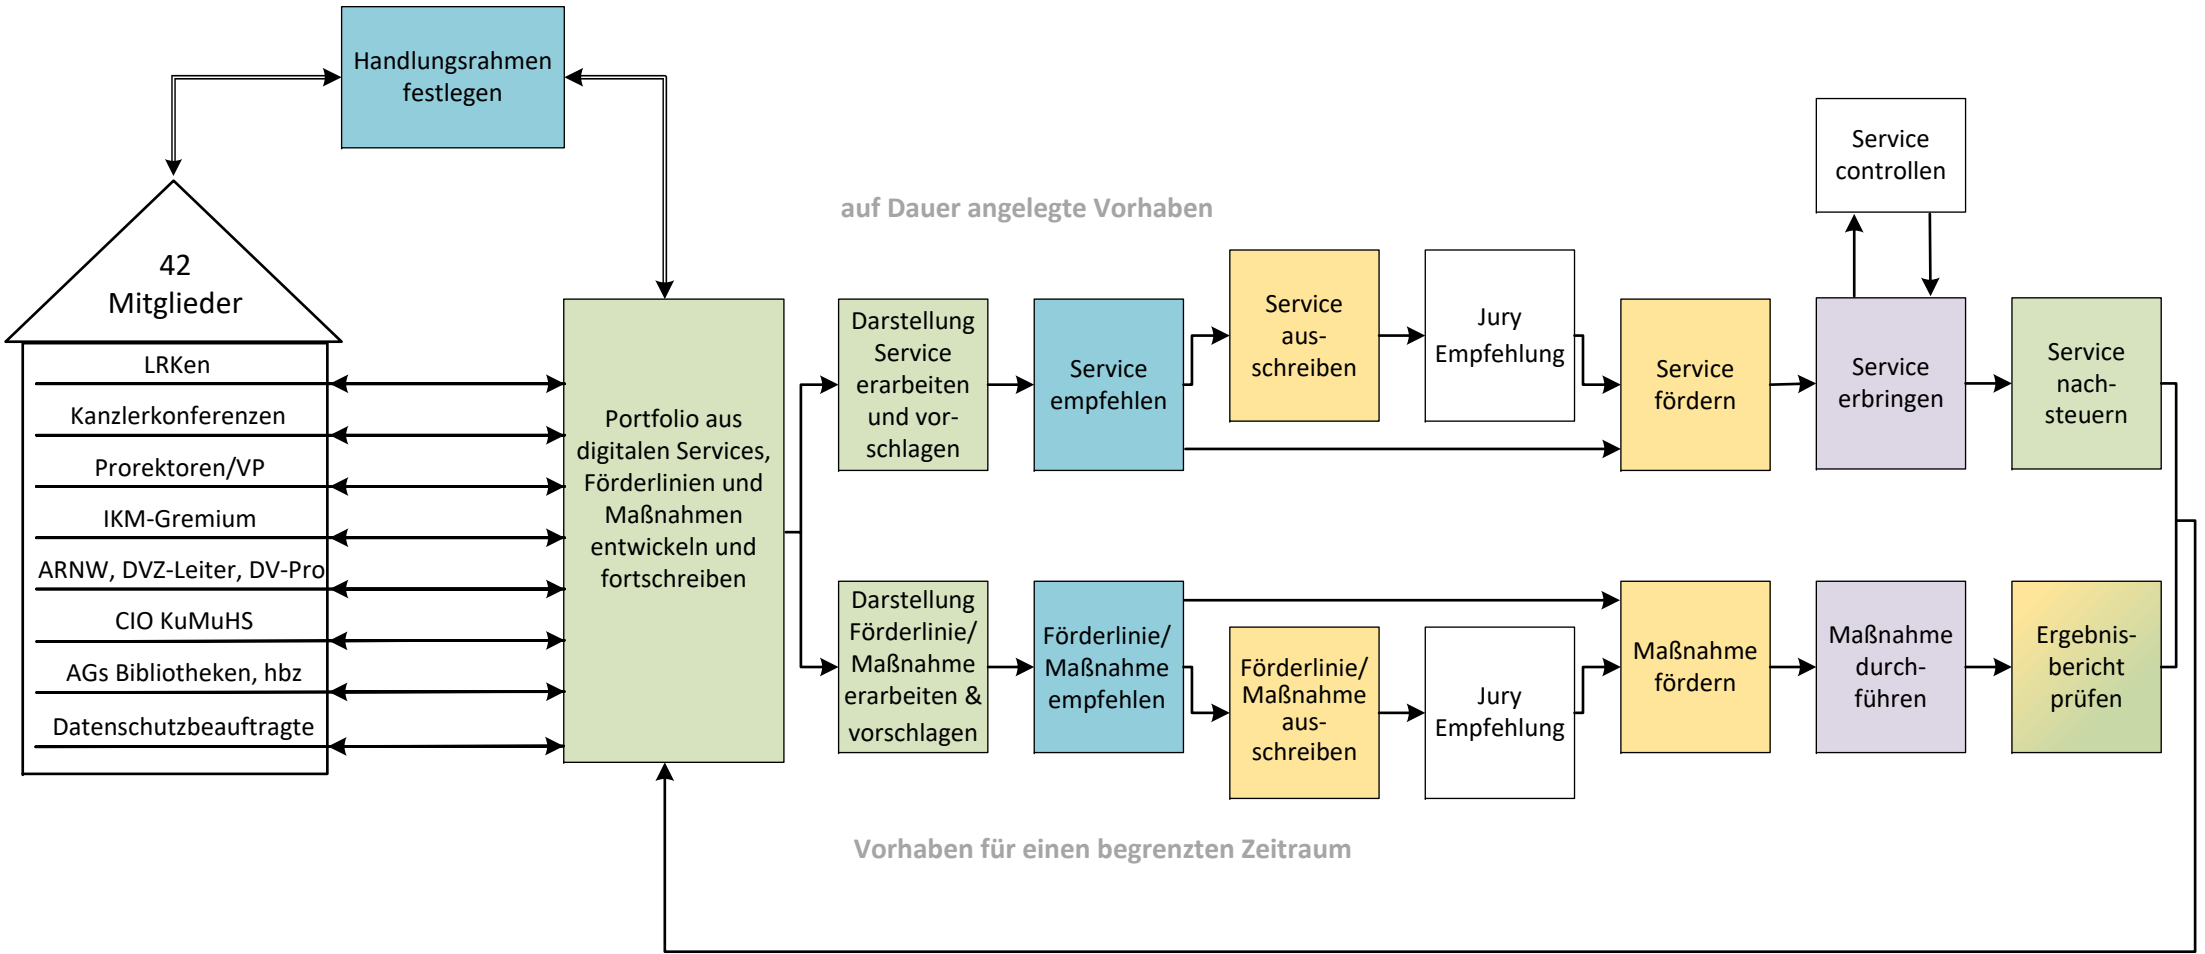 Handlungsrahmen
festlegen
42
Mitglieder
LRKen
Kanzlerkonferenzen
Prorektoren/VP
IKM-Gremium
ARNW, DVZ-Leiter, DV-Pro
CIO KuMuHS
AGs Bibliotheken, hbz
Datenschutzbeauftragte
Portfolio aus
digitalen Services,
Förderlinien und
Maßnahmen
entwickeln und
fortschreiben
auf Dauer angelegte Vorhaben
Darstellung
Service
erarbeiten
und vor-
schlagen
Service
empfehlen
Service
aus-
schreiben
Jury
Empfehlung
Service
fördern
Service
controllen
Service
erbringen
Service
nach-
steuern
Darstellung
Förderlinie/
Maßnahme
erarbeiten &
vorschlagen
Förderlinie/
Maßnahme
empfehlen
Förderlinie/
Maßnahme
aus-
schreiben
Jury
Empfehlung
Maßnahme
fördern
Maßnahme
durch-
führen
Ergebnis-
bericht
prüfen
Vorhaben für einen begrenzten Zeitraum